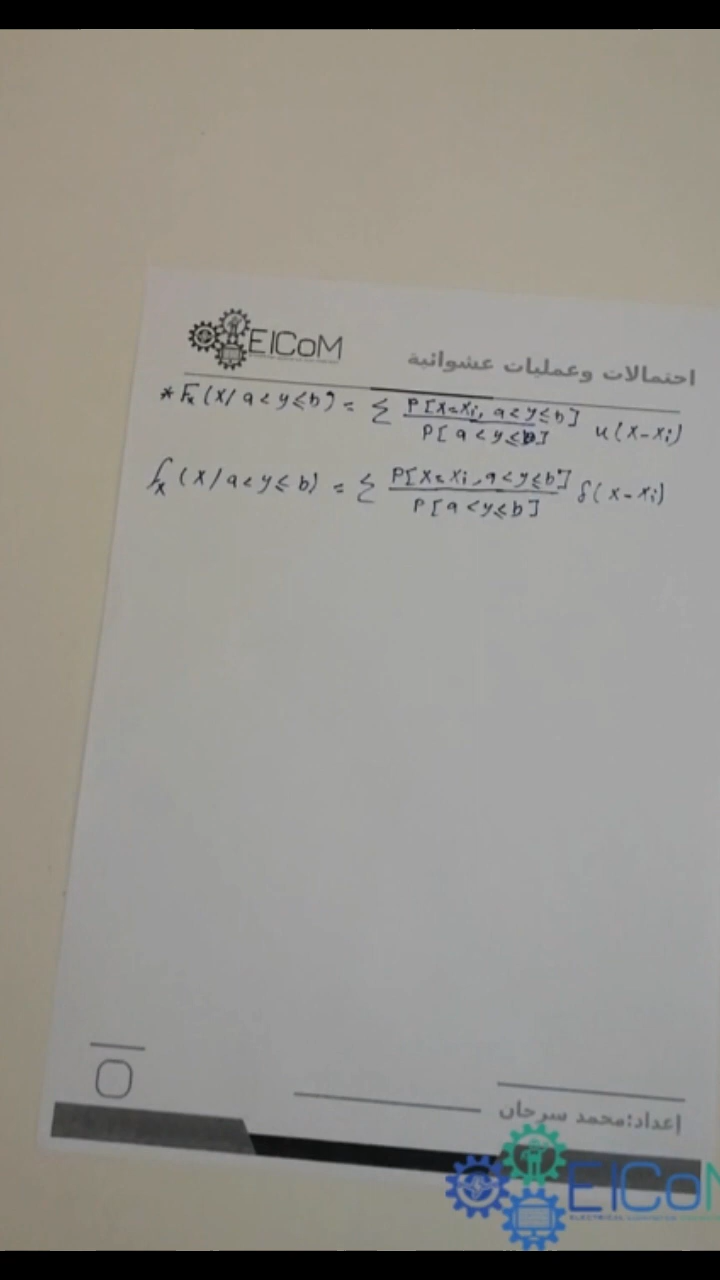 EICoM
احتمالات وعمليات عشوائية
* Fx (x / a < y ≤ b) = Σ P[x=xi, a < y ≤ b] / P[a < y ≤ b] u(x-xi)
fx (x / a < y ≤ b) = Σ P[x=xi, a < y ≤ b] / P[a < y ≤ b] δ(x-xi)
إعداد:محمد سرحان
EICoM